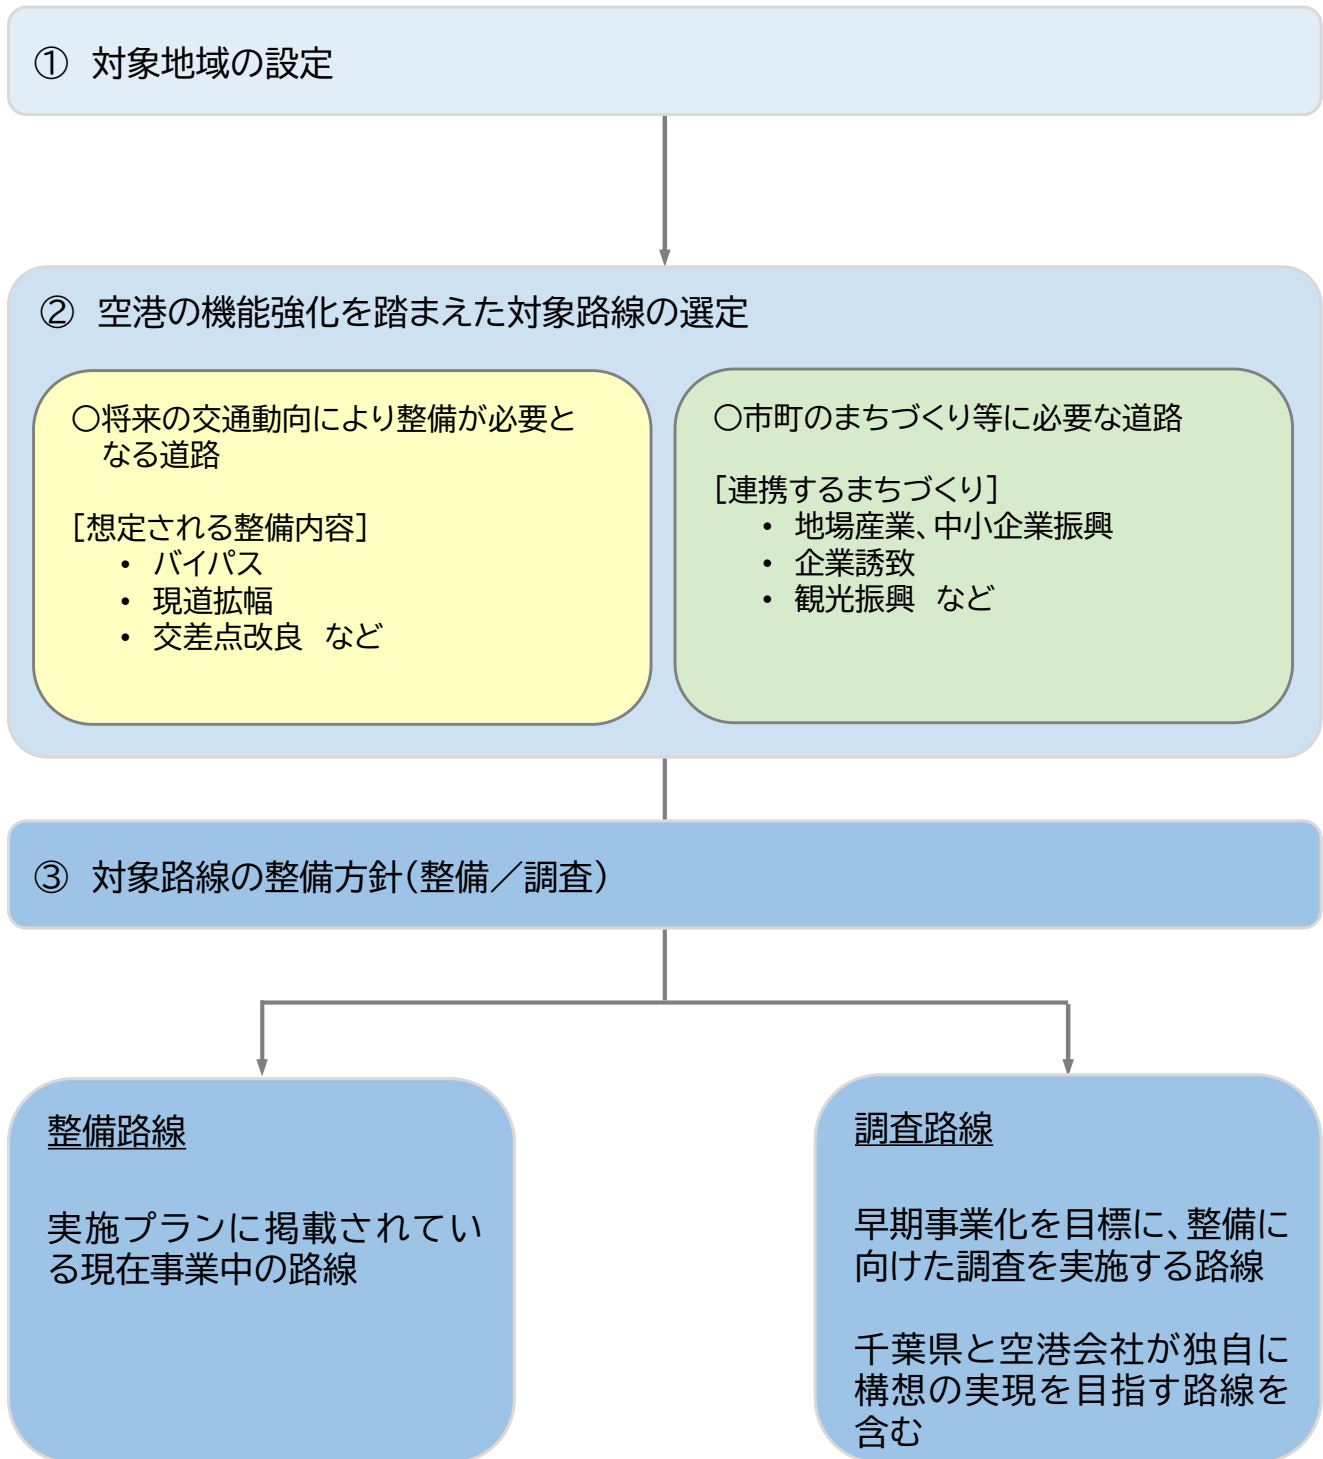 ① 対象地域の設定
② 空港の機能強化を踏まえた対象路線の選定
〇将来の交通動向により整備が必要と
なる道路
[想定される整備内容]
• バイパス
• 現道拡幅
• 交差点改良 など
〇市町のまちづくり等に必要な道路
[連携するまちづくり]
• 地場産業、中小企業振興
• 企業誘致
• 観光振興 など
③ 対象路線の整備方針(整備／調査)
整備路線
実施プランに掲載されてい
る現在事業中の路線
調査路線
早期事業化を目標に、整備に
向けた調査を実施する路線
千葉県と空港会社が独自に
構想の実現を目指す路線を
含む